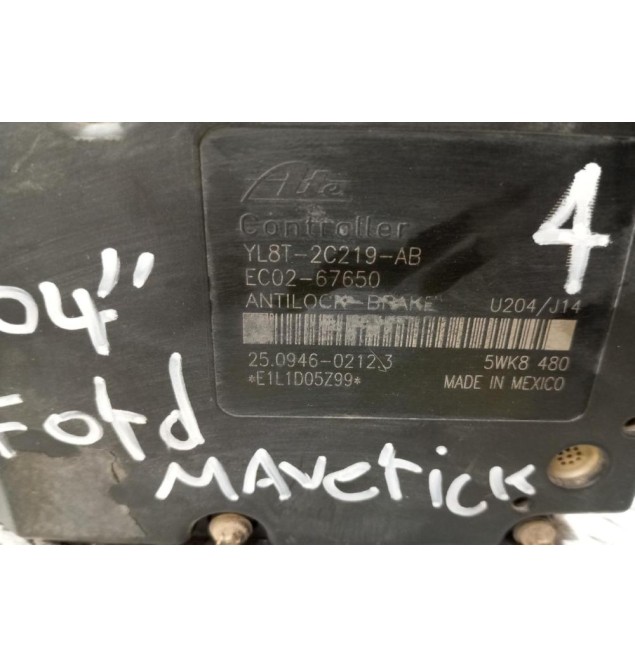 Ate
Controller
YL8T-2C219-AB
EC02-67650
ANTILOCK-BRAKE U204/J14
25.0946-0212.3 5WK8 480
*E1L1D05Z99* MADE IN MEXICO
4
04"
Ford
MAverick